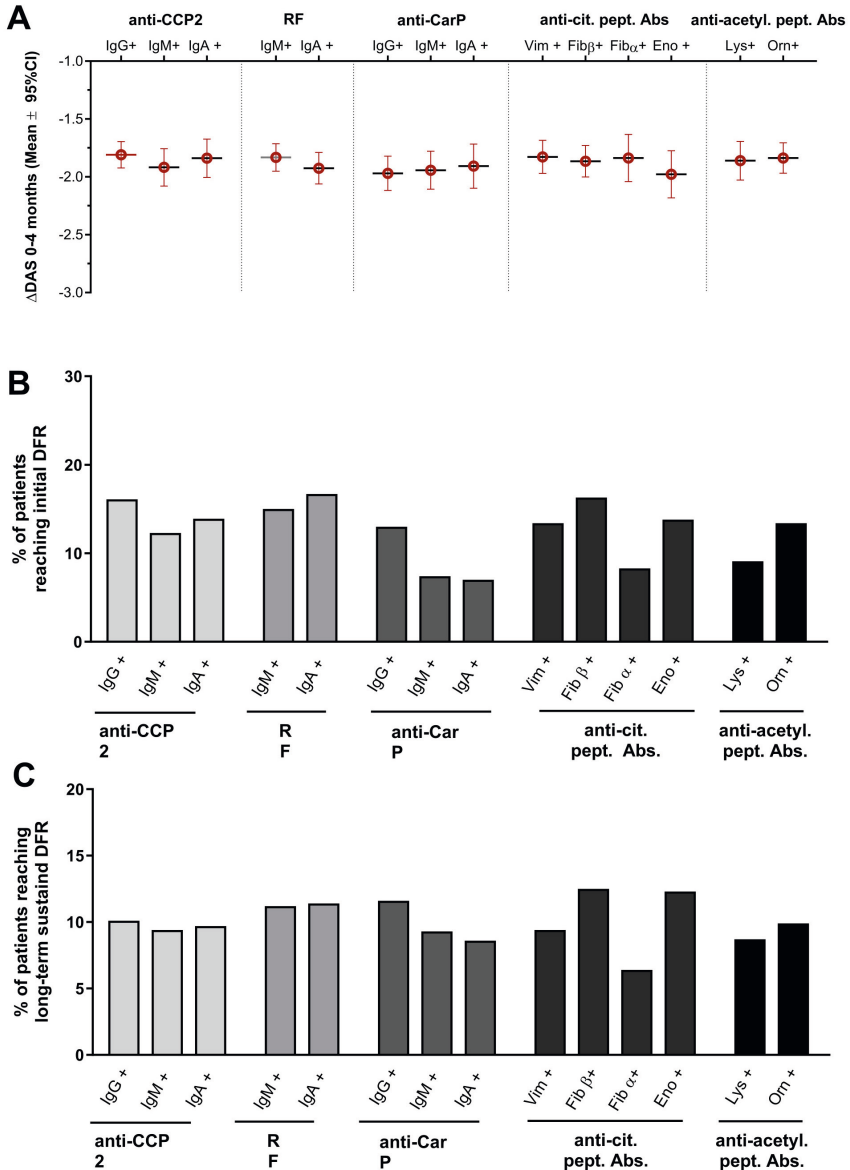 A
anti-CCP2 RF anti-CarP anti-cit. pept. Abs anti-acetyl. pept. Abs
IgG+ IgM+ IgA + IgM+ IgA + IgG+ IgM+ IgA + Vim + Fibβ+ Fibα+ Eno + Lys+ Orn+
ΔDAS 0-4 months (Mean ± 95%CI)
-1.0
-1.5
-2.0
-2.5
-3.0
B
% of patients
reaching initial DFR
30
20
10
0
IgG + IgM + IgA + IgM + IgA + IgG + IgM + IgA + Vim + Fib β + Fib α + Eno + Lys + Orn +
anti-CCP R anti-Car anti-cit. anti-acetyl.
2 F P pept. Abs. pept. Abs.
C
% of patients reaching
long-term sustaind DFR
20
15
10
5
0
IgG + IgM + IgA + IgM + IgA + IgG + IgM + IgA + Vim + Fib β+ Fib α+ Eno + Lys + Orn +
anti-CCP R anti-Car anti-cit. anti-acetyl.
2 F P pept. Abs. pept. Abs.